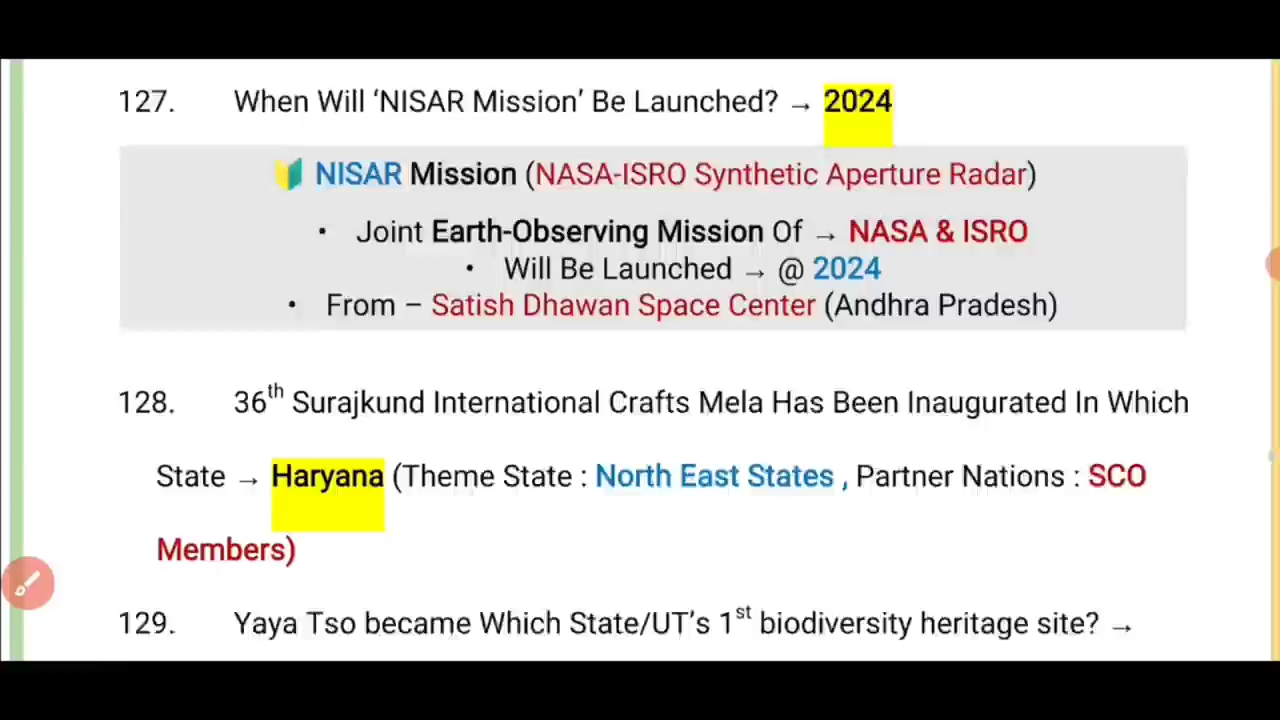 127. When Will ‘NISAR Mission’ Be Launched? → 2024
🔰 NISAR Mission (NASA-ISRO Synthetic Aperture Radar)
• Joint Earth-Observing Mission Of → NASA & ISRO
• Will Be Launched → @ 2024
• From – Satish Dhawan Space Center (Andhra Pradesh)
128. 36th Surajkund International Crafts Mela Has Been Inaugurated In Which
State → Haryana (Theme State : North East States , Partner Nations : SCO
Members)
129. Yaya Tso became Which State/UT’s 1st biodiversity heritage site? →